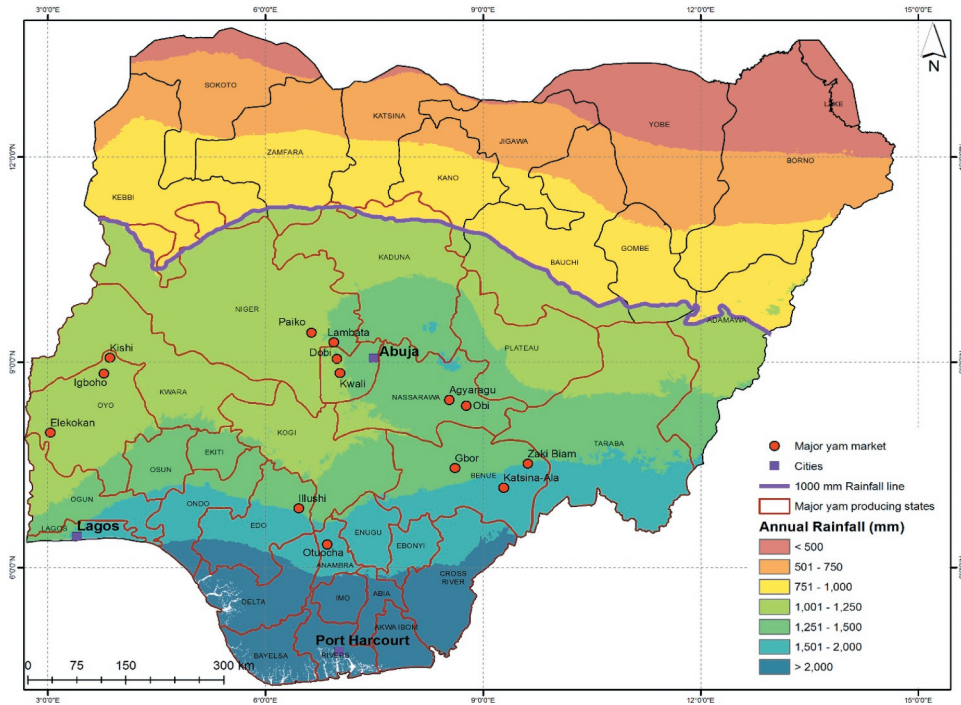 3°0'0"E 6°0'0"E 9°0'0"E 12°0'0"E 15°0'0"E
N
SOKOTO
KATSINA
YOBE
LAKE
JIGAWA
12°0'0"N
ZAMFARA
BORNO
KANO
KEBBI
GOMBE
KADUNA
BAUCHI
NIGER
ADAMAWA
Paiko
Lambata
PLATEAU
Dobi
Abuja
9°0'0"N
Kishi
Igboho
Kwali
KWARA
NASSARAWA
Agyaragu
Obi
OYO
Elekokan
KOGI
TARABA
EKITI
OSUN
Gbor
Zaki Biam
BENUE
Katsina-Ala
OGUN
ONDO
Illushi
LAGOS
Lagos
EDO
ENUGU
EBONYI
Otuocha
ANAMBRA
6°0'0"N
CROSS
RIVER
DELTA
IMO
ABIA
AKWA IBOM
Port Harcourt
BAYELSA
RIVERS
0 75 150 300 km
Major yam market
Cities
1000 mm Rainfall line
Major yam producing states
Annual Rainfall (mm)
< 500
501 - 750
751 - 1,000
1,001 - 1,250
1,251 - 1,500
1,501 - 2,000
> 2,000
3°0'0"E 6°0'0"E 9°0'0"E 12°0'0"E 15°0'0"E